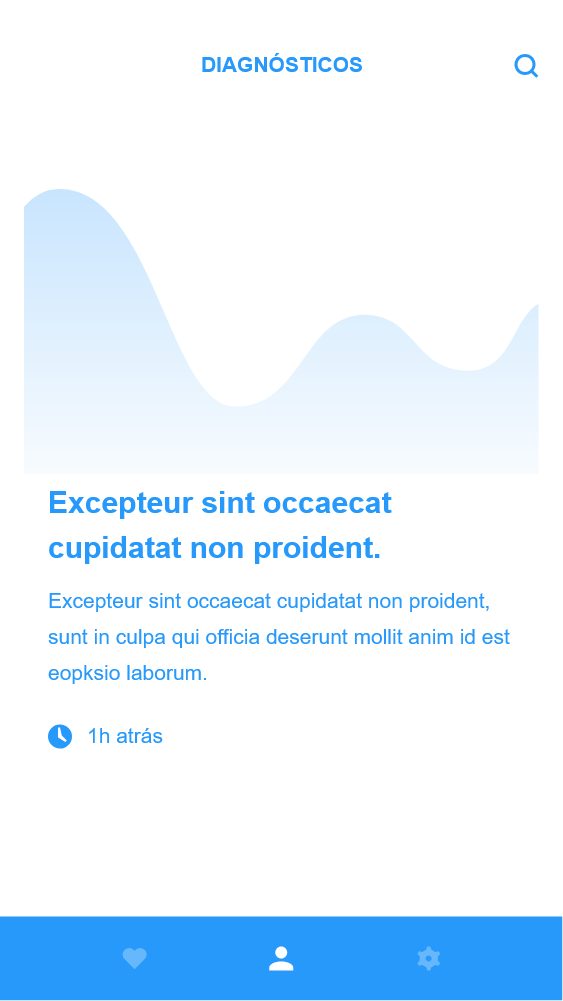 DIAGNÓSTICOS
Excepteur sint occaecat
cupidatat non proident.
Excepteur sint occaecat cupidatat non proident,
sunt in culpa qui officia deserunt mollit anim id est
eopksio laborum.
1h atrás